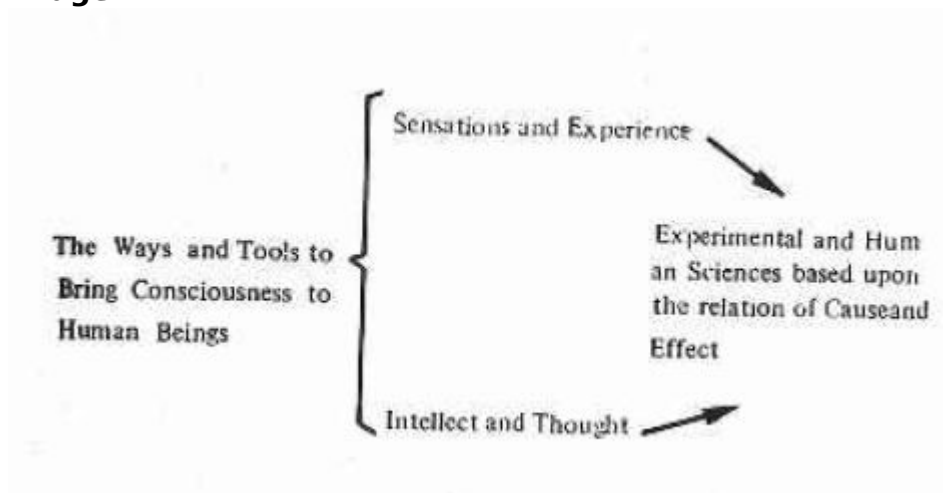 Sensations and Experience
The Ways and Tools to
Bring Consciousness to
Human Beings
Experimental and Hum
an Sciences based upon
the relation of Causeand
Effect
Intellect and Thought